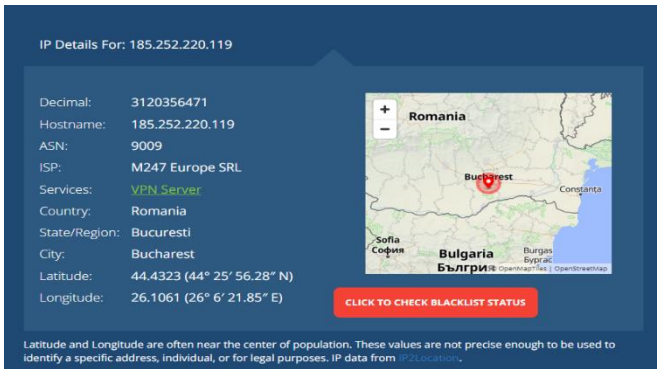 IP Details For: 185.252.220.119
Decimal: 3120356471
Hostname: 185.252.220.119
ASN: 9009
ISP: M247 Europe SRL
Services: VPN Server
Country: Romania
State/Region: Bucuresti
City: Bucharest
Latitude: 44.4323 (44° 25′ 56.28″ N)
Longitude: 26.1061 (26° 6′ 21.85″ E)
+
−
Romania
Bucharest
Constanța
Sofia
София
Bulgaria
България
Burgas
Бургас
© OpenMapTiles | OpenStreetMap
CLICK TO CHECK BLACKLIST STATUS
Latitude and Longitude are often near the center of population. These values are not precise enough to be used to
identify a specific address, individual, or for legal purposes. IP data from IP2Location.